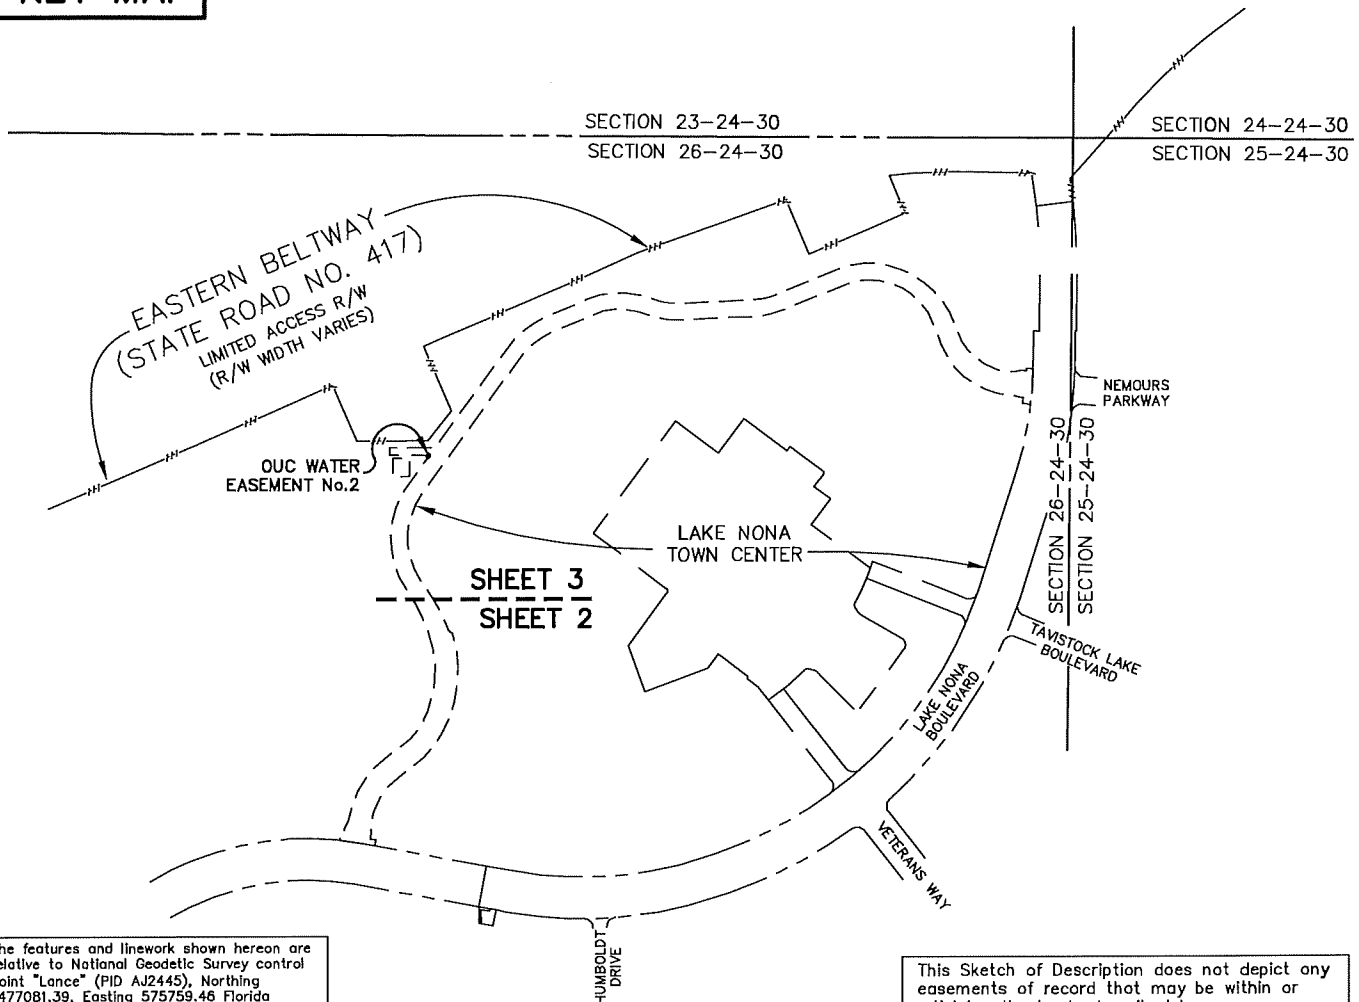 KEY MAP
SECTION 23-24-30
SECTION 26-24-30
SECTION 24-24-30
SECTION 25-24-30
EASTERN BELTWAY
(STATE ROAD NO. 417)
LIMITED ACCESS R/W
(R/W WIDTH VARIES)
NEMOURS
PARKWAY
OUC WATER
EASEMENT No.2
SECTION 26-24-30
SECTION 25-24-30
LAKE NONA
TOWN CENTER
SHEET 3
SHEET 2
TAVISTOCK LAKE
BOULEVARD
LAKE NONA
BOULEVARD
VETERANS WAY
HUMBOLDT
DRIVE
he features and linework shown hereon are
elative to National Geodetic Survey control
oint "Lance" (PID AJ2445), Northing
477081.39, Easting 575759.46 Florida
This Sketch of Description does not depict any
easements of record that may be within or